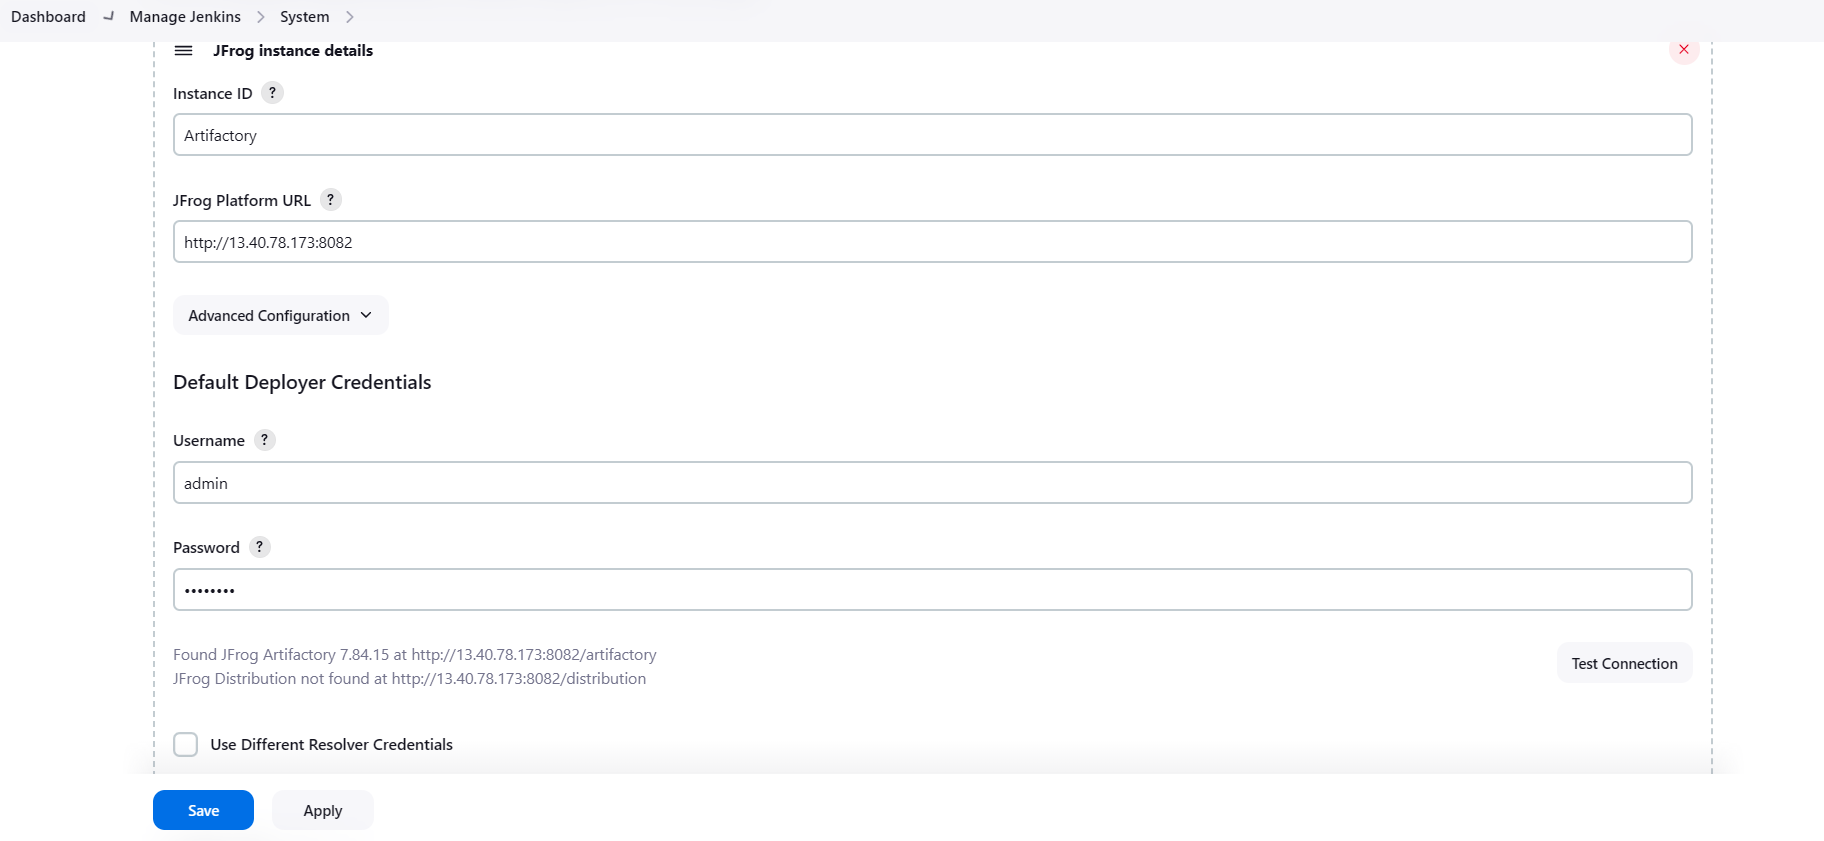 Dashboard Manage Jenkins System
JFrog instance details
Instance ID ?
Artifactory
JFrog Platform URL ?
http://13.40.78.173:8082
Advanced Configuration
Default Deployer Credentials
Username ?
admin
Password ?
••••••••
Found JFrog Artifactory 7.84.15 at http://13.40.78.173:8082/artifactory
JFrog Distribution not found at http://13.40.78.173:8082/distribution
Test Connection
Use Different Resolver Credentials
Save Apply